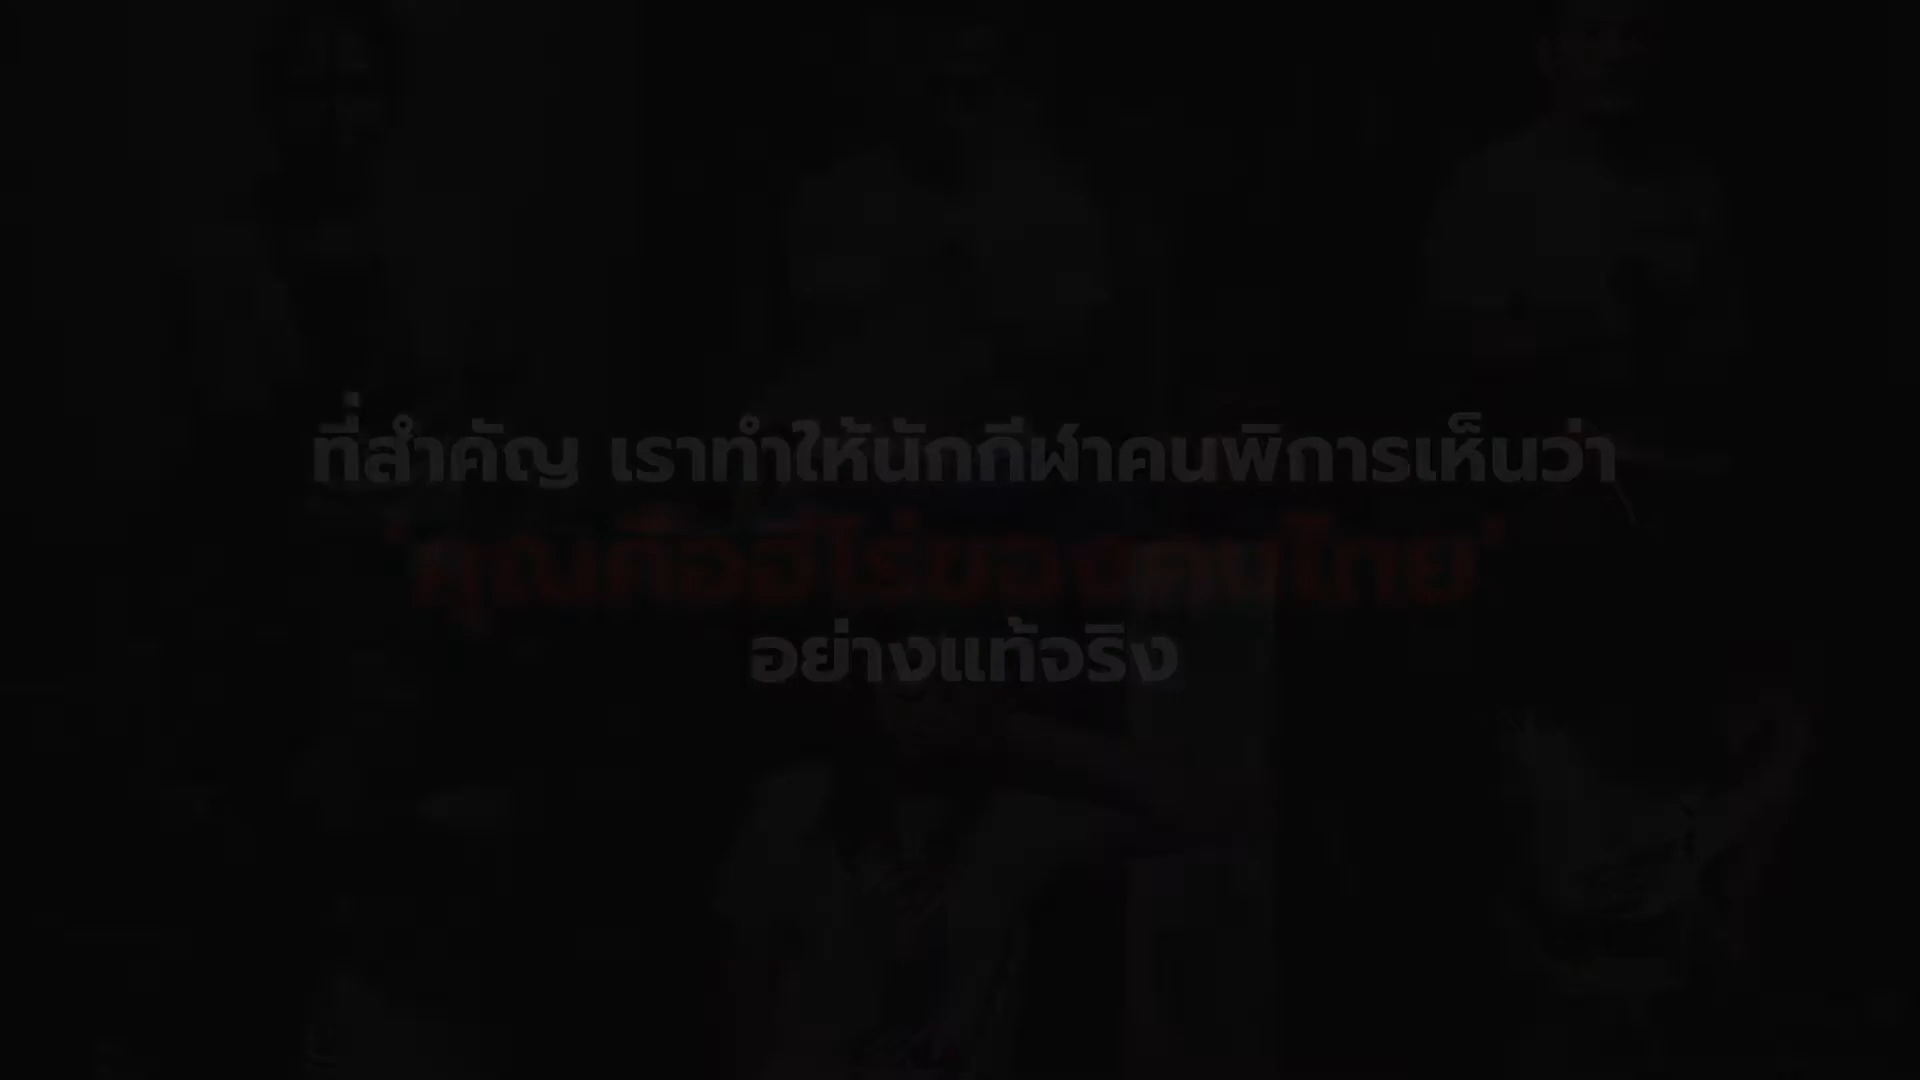 ที่สำคัญ เราทำให้นักกีฬาคนพิการเห็นว่า
'คุณคือฮีโร่ของคนไทย'
อย่างแท้จริง